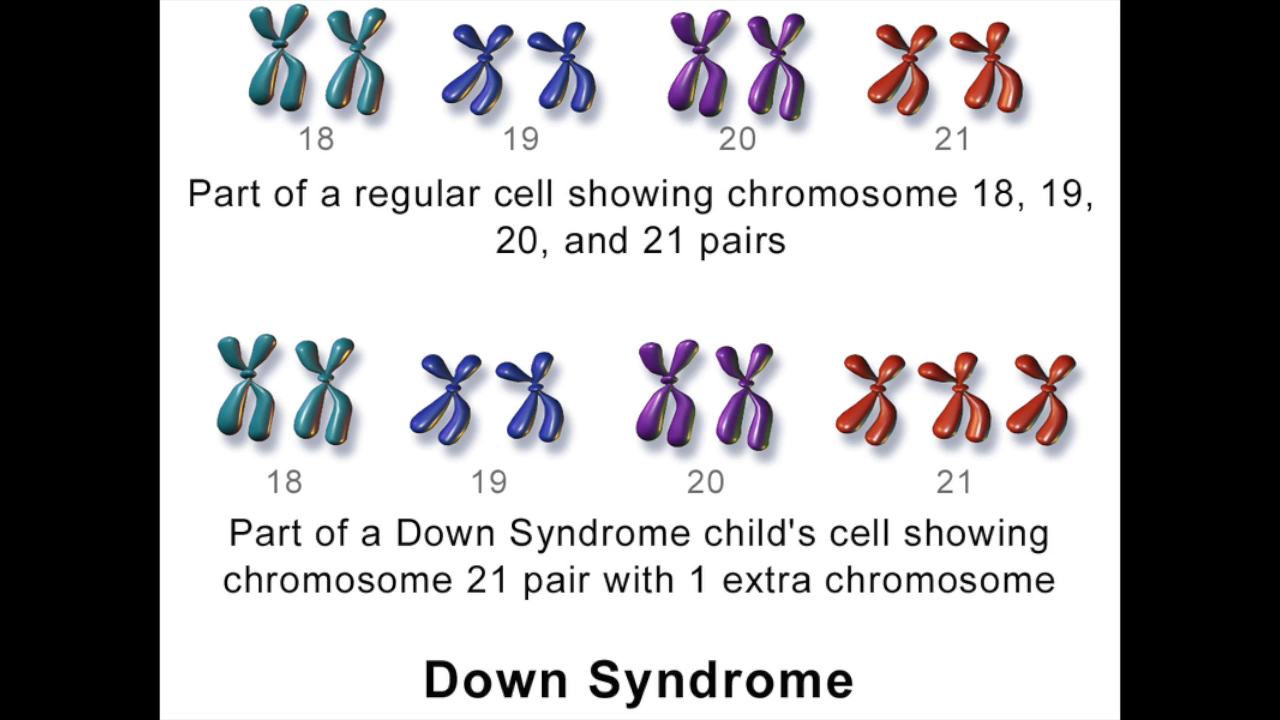 18 19 20 21
Part of a regular cell showing chromosome 18, 19,
20, and 21 pairs
18 19 20 21
Part of a Down Syndrome child's cell showing
chromosome 21 pair with 1 extra chromosome
Down Syndrome